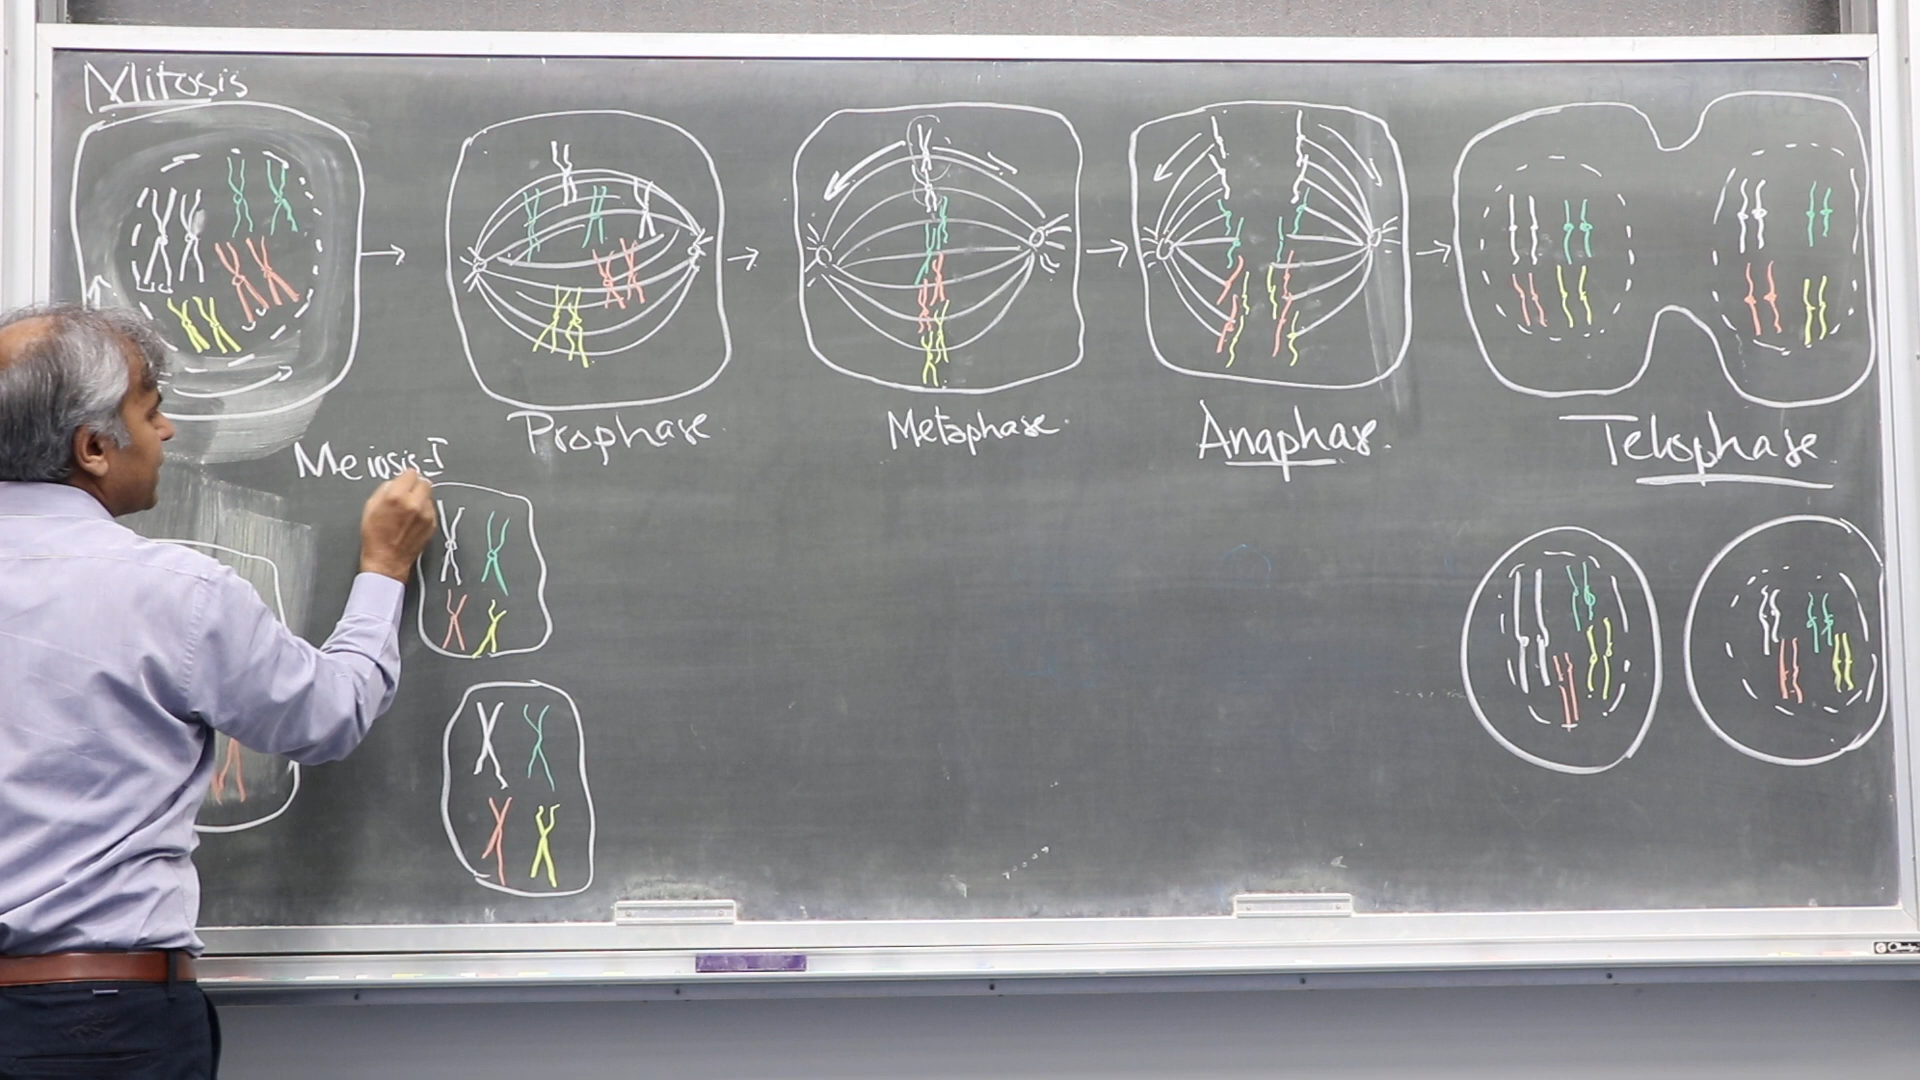 Mitosis
Prophase.
Metaphase.
Anaphase.
Telophase
Meiosis-I